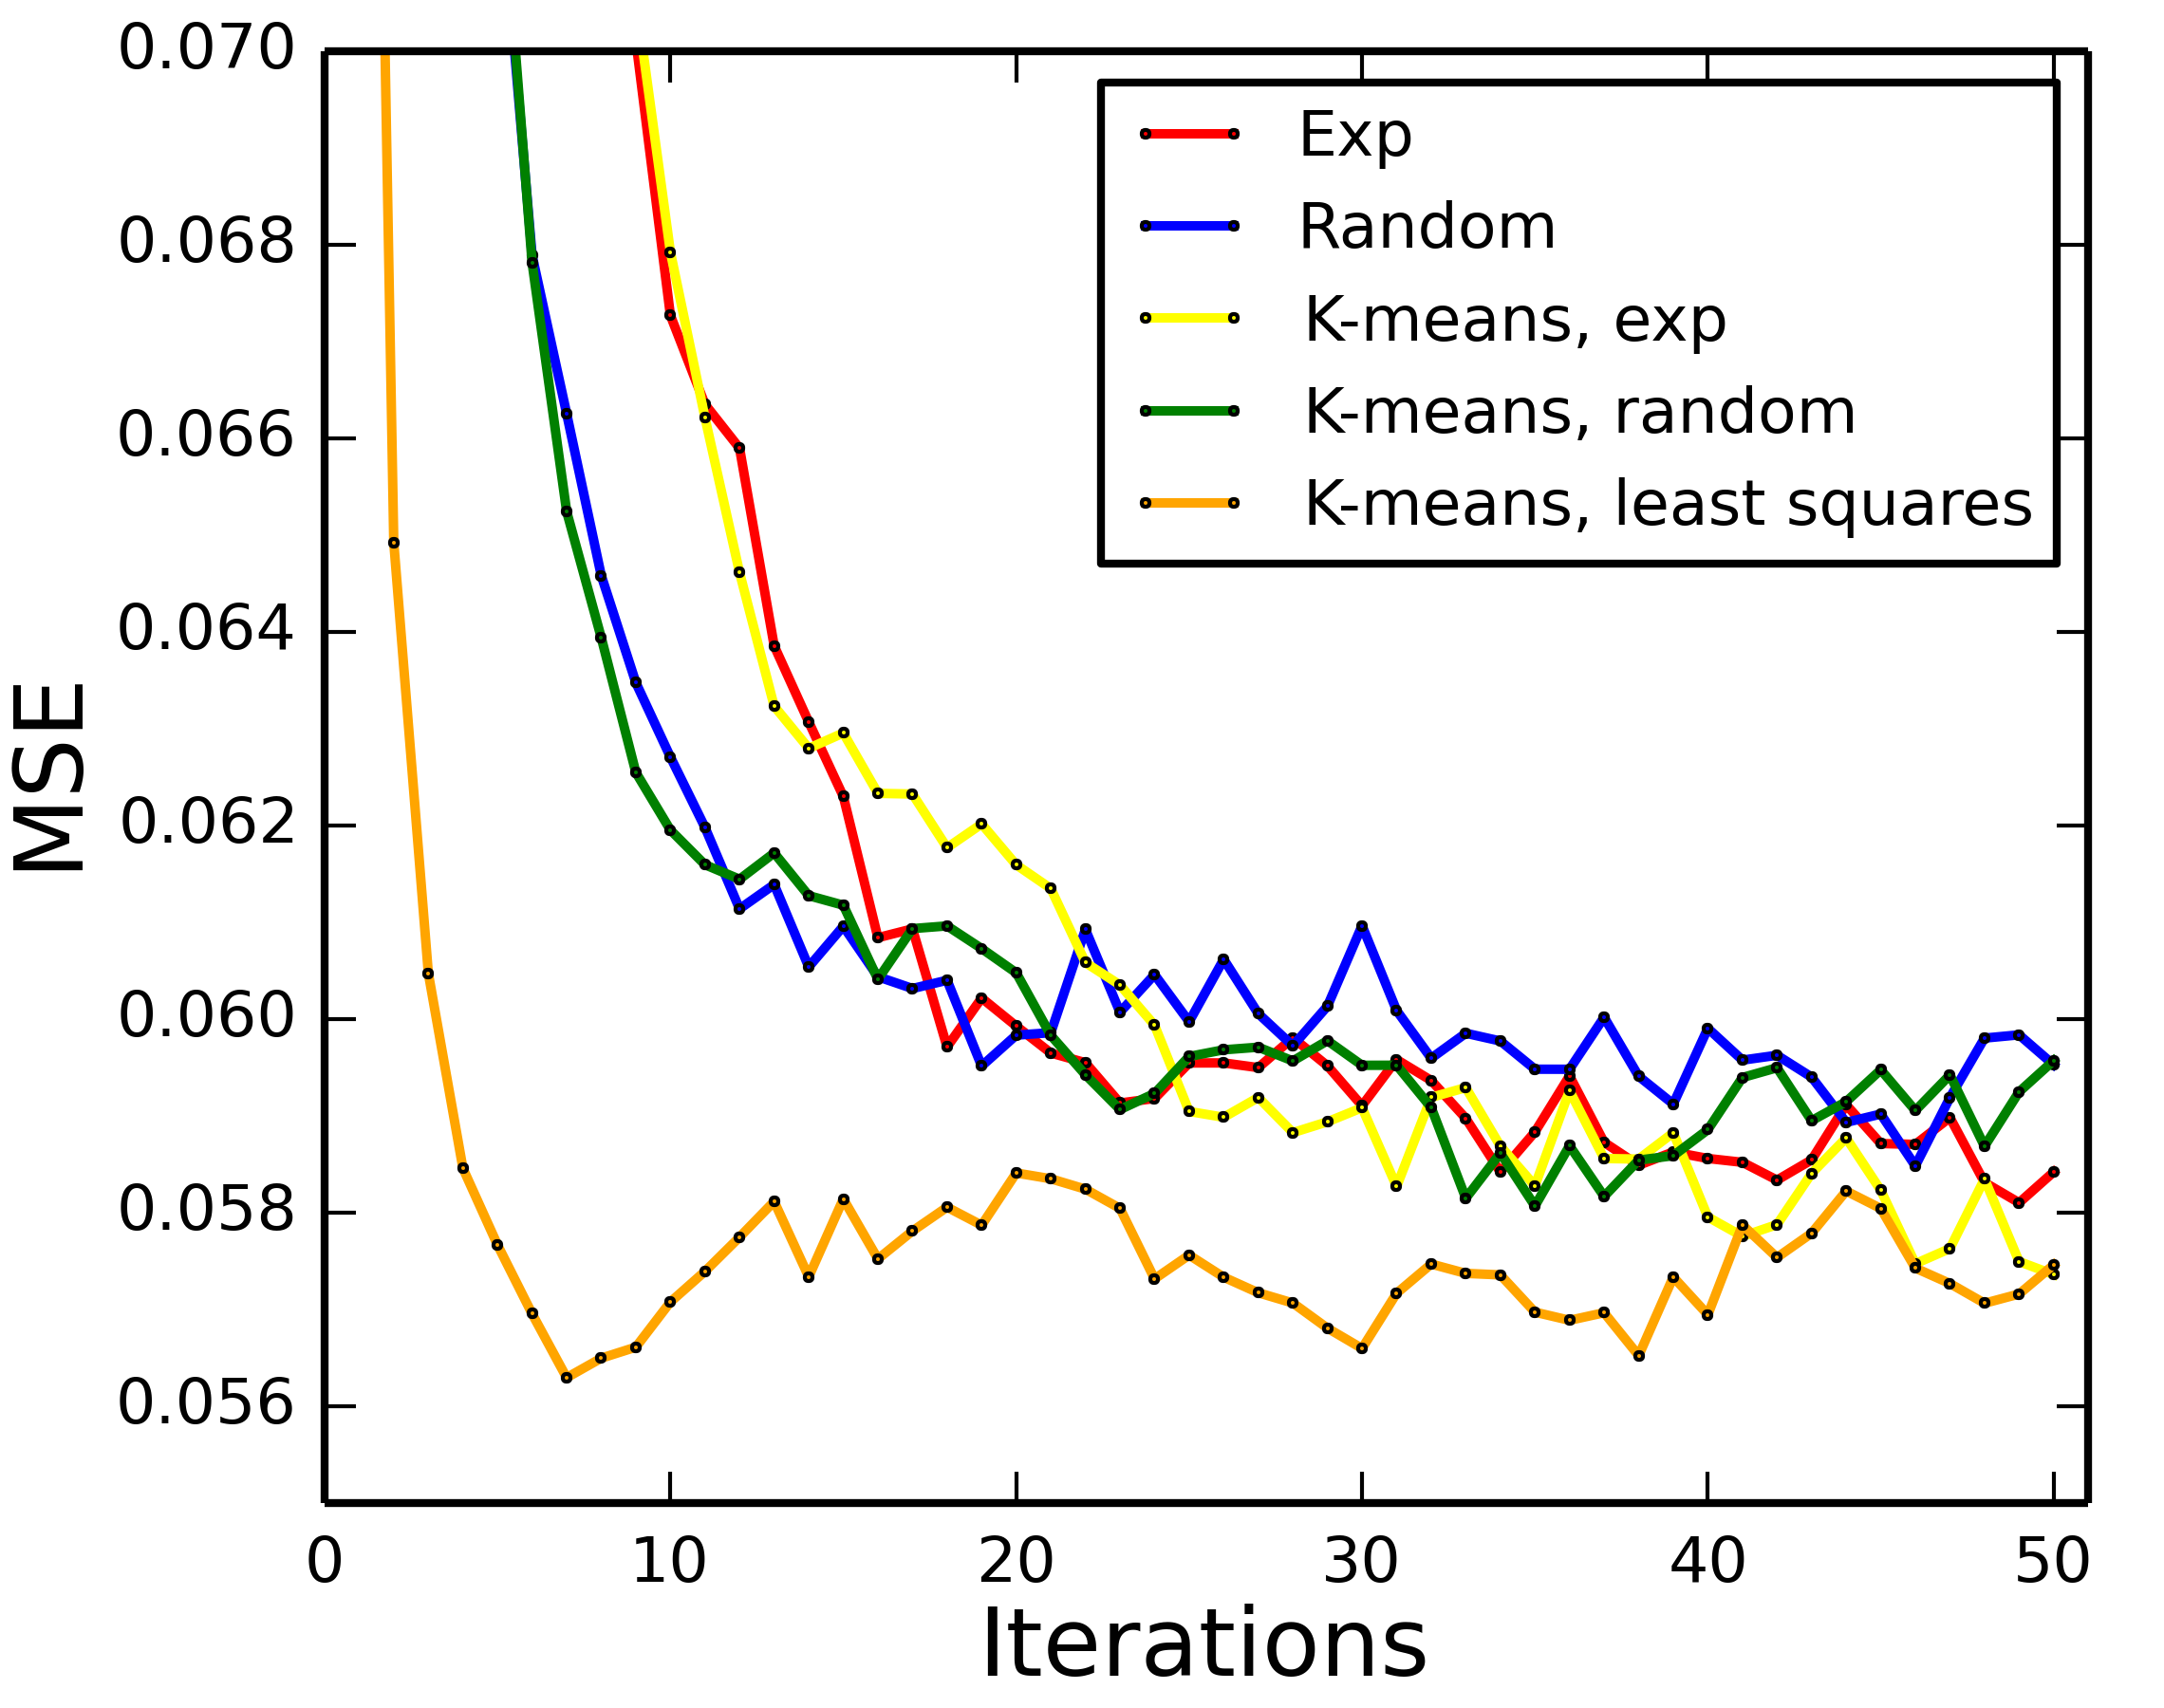 0.070
0.068
0.066
0.064
0.062
0.060
0.058
0.056
MSE
Exp
Random
K-means, exp
K-means, random
K-means, least squares
0 10 20 30 40 50
Iterations